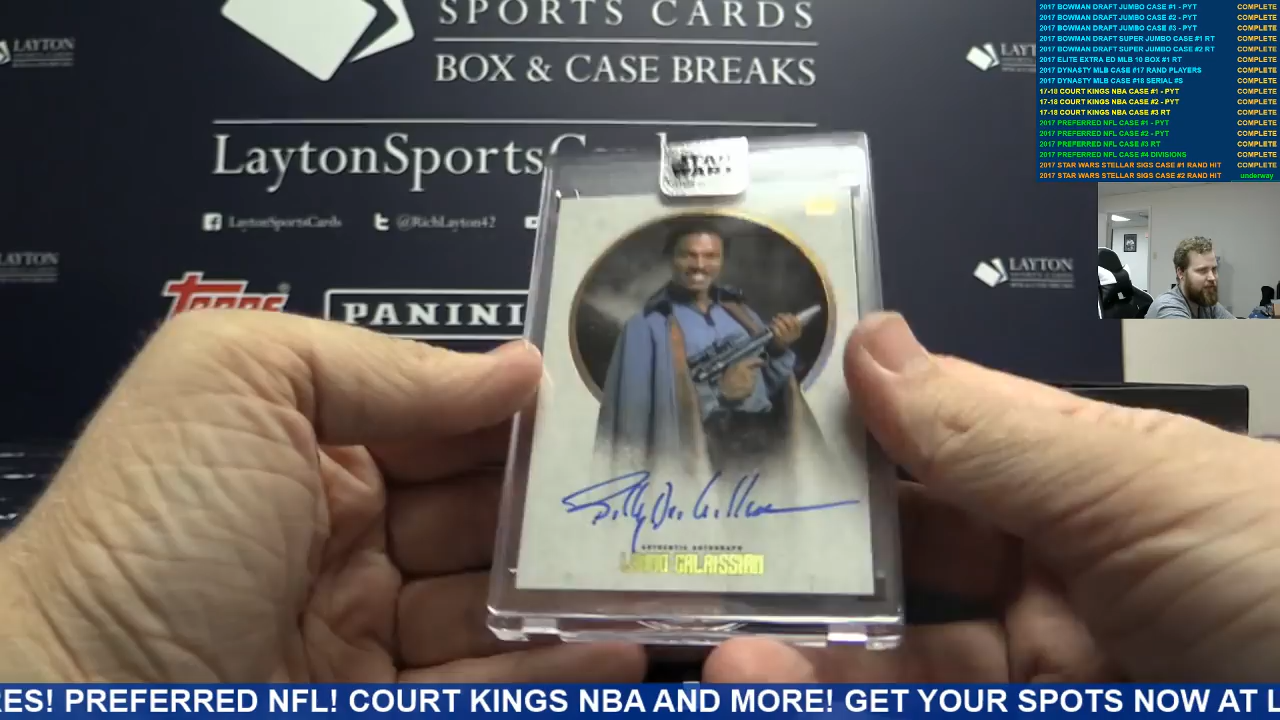 SPORTS CARDS
BOX & CASE BREAKS
LaytonSportsC
LaytonSportsCards
@RichLayton42
TOPPS
PANINI
LAYTON
LAYTON
LAYT
LAYTON
STAR
WARS
Billy Dee Williams
AUTHENTIC AUTOGRAPH
LANDO CALRISSIAN
2017 BOWMAN DRAFT JUMBO CASE #1 - PYT COMPLETE
2017 BOWMAN DRAFT JUMBO CASE #2 - PYT COMPLETE
2017 BOWMAN DRAFT JUMBO CASE #3 - PYT COMPLETE
2017 BOWMAN DRAFT SUPER JUMBO CASE #1 RT COMPLETE
2017 BOWMAN DRAFT SUPER JUMBO CASE #2 RT COMPLETE
2017 ELITE EXTRA ED MLB 10 BOX #1 RT COMPLETE
2017 DYNASTY MLB CASE #17 RAND PLAYERS COMPLETE
2017 DYNASTY MLB CASE #18 SERIAL #S COMPLETE
17-18 COURT KINGS NBA CASE #1 - PYT COMPLETE
17-18 COURT KINGS NBA CASE #2 - PYT COMPLETE
17-18 COURT KINGS NBA CASE #3 RT COMPLETE
2017 PREFERRED NFL CASE #1 - PYT COMPLETE
2017 PREFERRED NFL CASE #2 - PYT COMPLETE
2017 PREFERRED NFL CASE #3 RT COMPLETE
2017 PREFERRED NFL CASE #4 DIVISIONS COMPLETE
2017 STAR WARS STELLAR SIGS CASE #1 RAND HIT COMPLETE
2017 STAR WARS STELLAR SIGS CASE #2 RAND HIT underway
RES! PREFERRED NFL! COURT KINGS NBA AND MORE! GET YOUR SPOTS NOW AT L